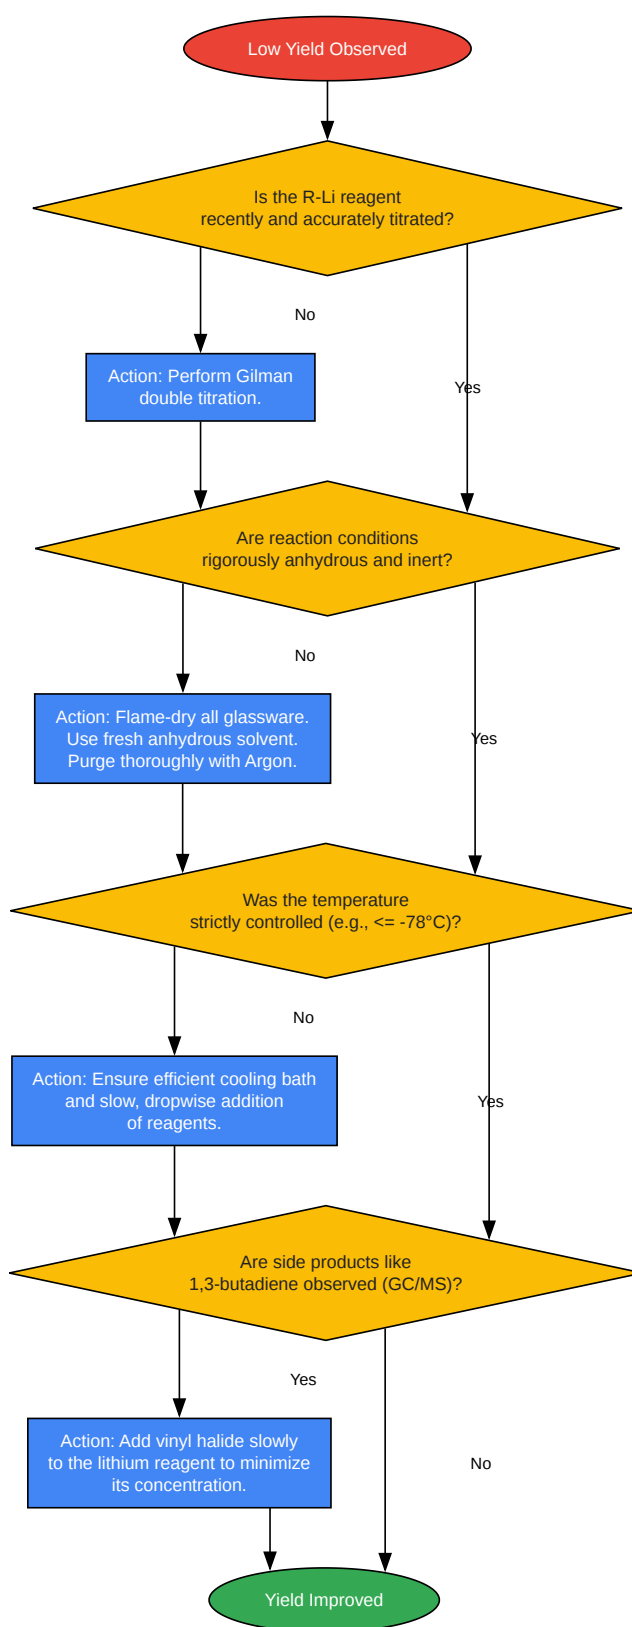 Low Yield Observed
Is the R-Li reagent
recently and accurately titrated?
No
Action: Perform Gilman
double titration.
Yes
Are reaction conditions
rigorously anhydrous and inert?
No
Action: Flame-dry all glassware.
Use fresh anhydrous solvent.
Purge thoroughly with Argon.
Yes
Was the temperature
strictly controlled (e.g., <= -78°C)?
No
Action: Ensure efficient cooling bath
and slow, dropwise addition
of reagents.
Yes
Are side products like
1,3-butadiene observed (GC/MS)?
Yes
Action: Add vinyl halide slowly
to the lithium reagent to minimize
its concentration.
No
Yield Improved